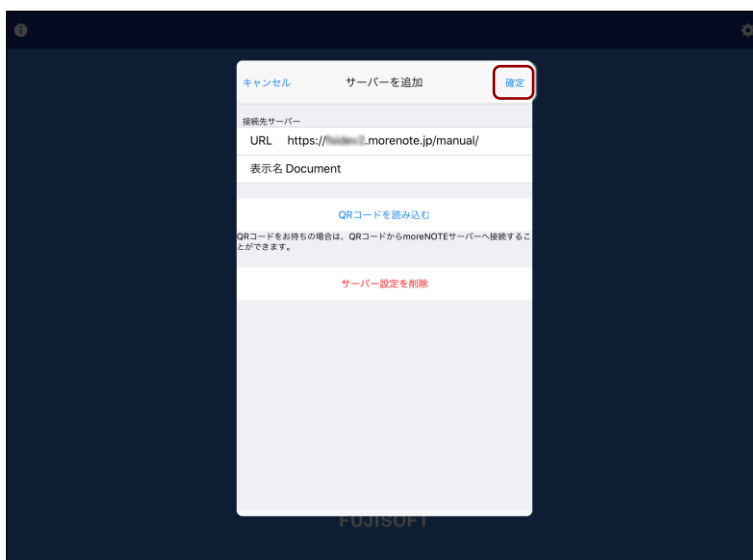 キャンセル サーバーを追加 確定
接続先サーバー
URL https:// .morenote.jp/manual/
表示名 Document
QRコードを読み込む
QRコードをお持ちの場合は、QRコードからmoreNOTEサーバーへ接続するこ
とができます。
サーバー設定を削除
FUJISOFT